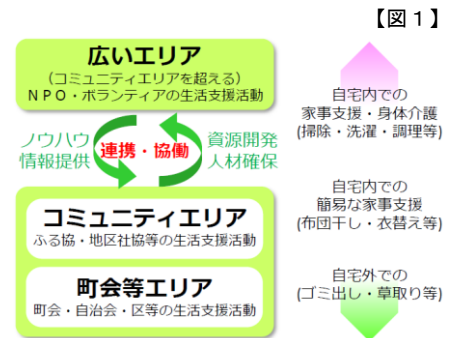 【図１】
広いエリア
（コミュニティエリアを超える）
ＮＰＯ・ボランティアの生活支援活動
ノウハウ
情報提供
連携・協働
資源開発
人材確保
コミュニティエリア
ふる協・地区社協等の生活支援活動
町会等エリア
町会・自治会・区等の生活支援活動
自宅内での
家事支援・身体介護
(掃除・洗濯・調理等)
自宅内での
簡易な家事支援
(布団干し・衣替え等)
自宅外での
(ゴミ出し・草取り等)